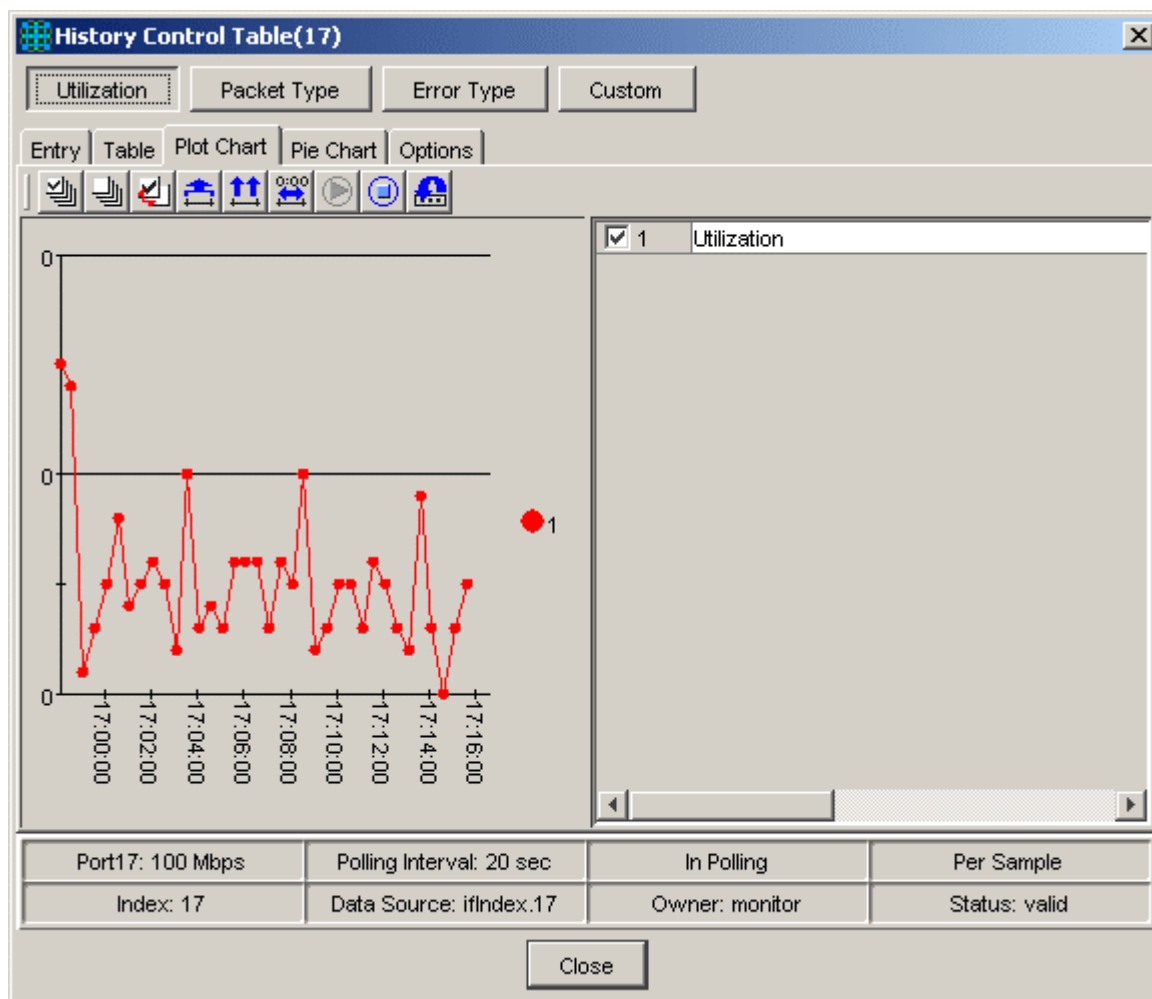 History Control Table(17)
Utilization Packet Type Error Type Custom
Entry Table Plot Chart Pie Chart Options
0:00
1 Utilization
0
0
1
0
17:00:00 17:02:00 17:04:00 17:06:00 17:08:00 17:10:00 17:12:00 17:14:00 17:16:00
Port17: 100 Mbps Polling Interval: 20 sec In Polling Per Sample
Index: 17 Data Source: ifIndex.17 Owner: monitor Status: valid
Close